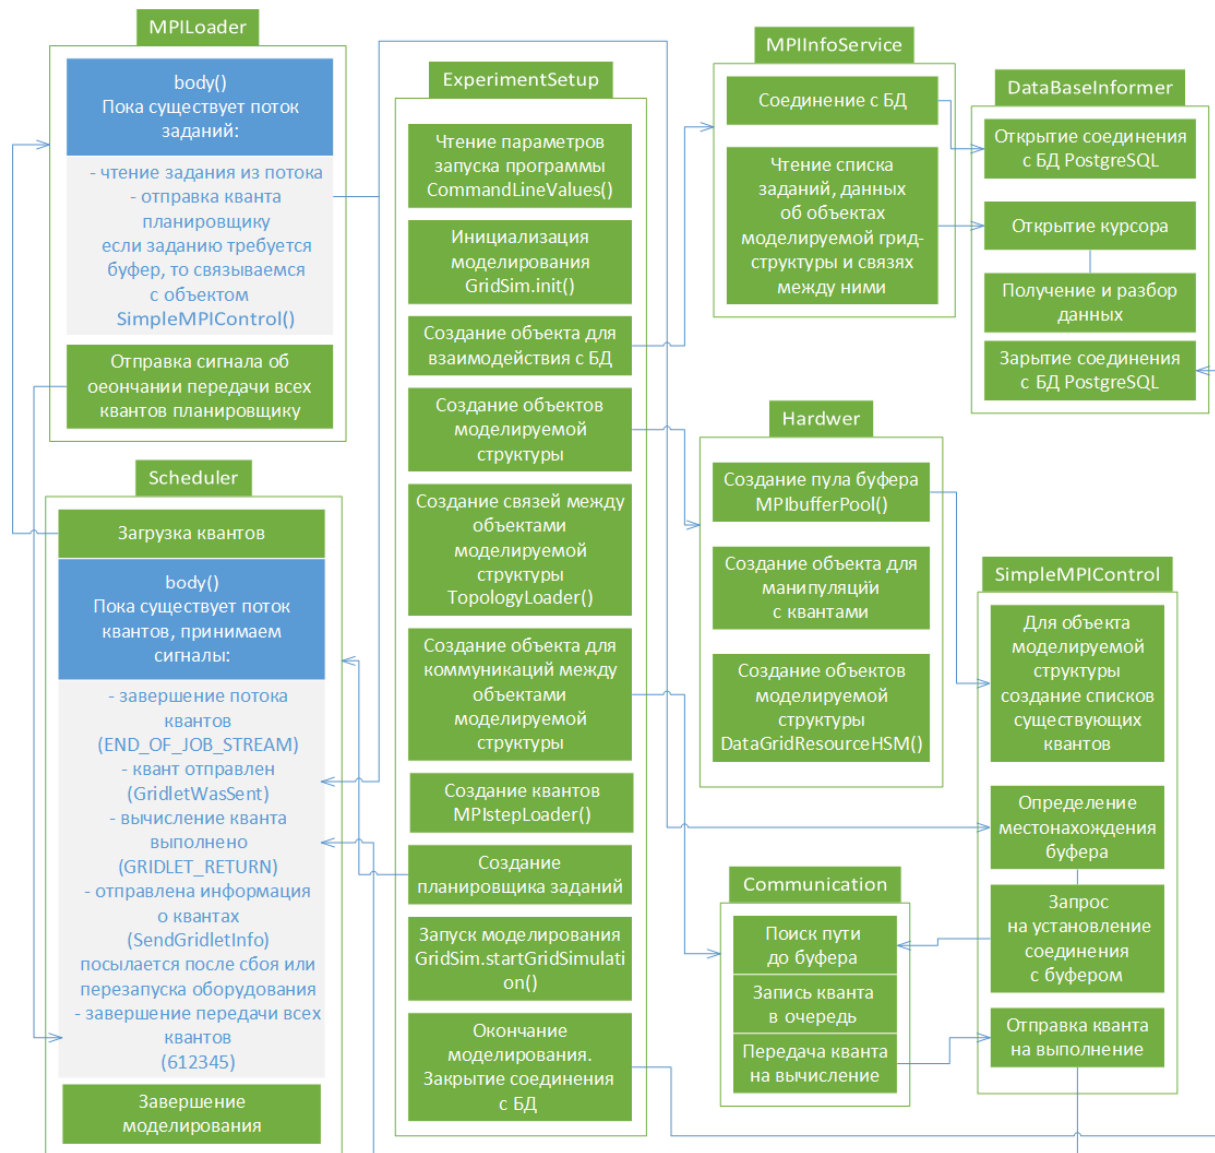 MPILoader
body()
Пока существует поток
заданий:
- чтение задания из потока
- отправка кванта
планировщику
если заданию требуется
буфер, то связываемся
с объектом
SimpleMPIControl()
Отправка сигнала об
оеончании передачи всех
квантов планировщику
Scheduler
Загрузка квантов
body()
Пока существует поток
квантов, принимаем
сигналы:
- завершение потока
квантов
(END_OF_JOB_STREAM)
- квант отправлен
(GridletWasSent)
- вычисление кванта
выполнено
(GRIDLET_RETURN)
- отправлена информация
о квантах
(SendGridletInfo)
посылается после сбоя или
перезапуска оборудования
- завершение передачи всех
квантов
(612345)
Завершение
моделирования
ExperimentSetup
Чтение параметров
запуска программы
CommandLineValues()
Инициализация
моделирования
GridSim.init()
Создание объекта для
взаимодействия с БД
Создание объектов
моделируемой
структуры
Создание связей между
объектами
моделируемой
структуры
TopologyLoader()
Создание объекта для
коммуникаций между
объектами
моделируемой
структуры
Создание квантов
MPIstepLoader()
Создание
планировщика заданий
Запуск моделирования
GridSim.startGridSimulati
on()
Окончание
моделирования.
Закрытие соединения
с БД
MPIInfoService
Соединение с БД
Чтение списка
заданий, данных
об объектах
моделируемой грид-
структуры и связях
между ними
DataBaseInformer
Открытие соединения
с БД PostgreSQL
Открытие курсора
Получение и разбор
данных
Зарытие соединения
с БД PostgreSQL
Hardwer
Создание пула буфера
MPIbufferPool()
Создание объекта для
манипуляций
с квантами
Создание объектов
моделируемой
структуры
DataGridResourceHSM()
SimpleMPIControl
Для объекта
моделируемой
структуры
создание списков
существующих
квантов
Определение
местонахождения
буфера
Запрос
на установление
соединения
с буфером
Отправка кванта
на выполнение
Communication
Поиск пути
до буфера
Запись кванта
в очередь
Передача кванта
на вычисление